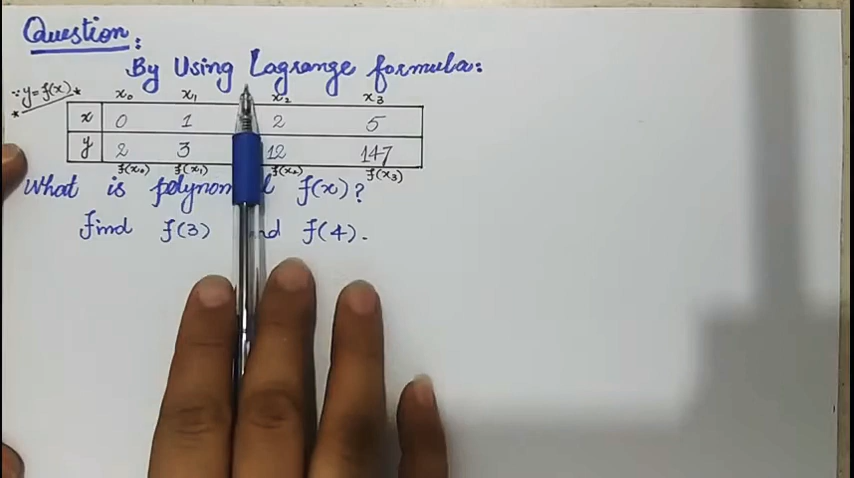 Question:
By Using Lagrange formula:
∵ y=f(x)
x₀ x₁ x₂ x₃
x 0 1 2 5
y 2 3 12 147
f(x₀) f(x₁) f(x₂) f(x₃)
What is f(x)?
Find f(3) f(4).